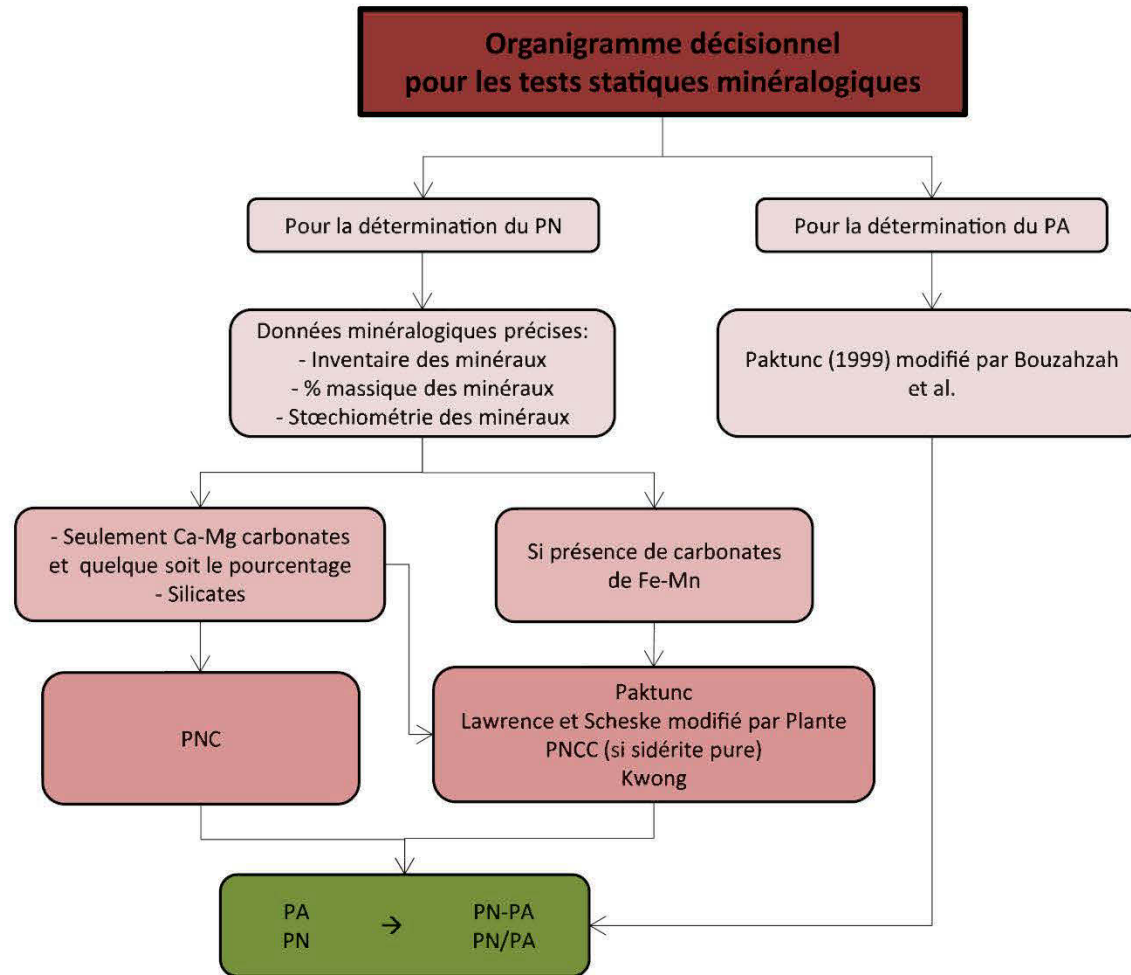 Organigramme décisionnel
pour les tests statiques minéralogiques
Pour la détermination du PN
Pour la détermination du PA
Données minéralogiques précises:
- Inventaire des minéraux
- % massique des minéraux
- Stœchiométrie des minéraux
Paktunc (1999) modifié par Bouzahzah
et al.
- Seulement Ca-Mg carbonates
et quelque soit le pourcentage
- Silicates
Si présence de carbonates
de Fe-Mn
PNC
Paktunc
Lawrence et Scheske modifié par Plante
PNCC (si sidérite pure)
Kwong
PA → PN-PA
PN PN/PA